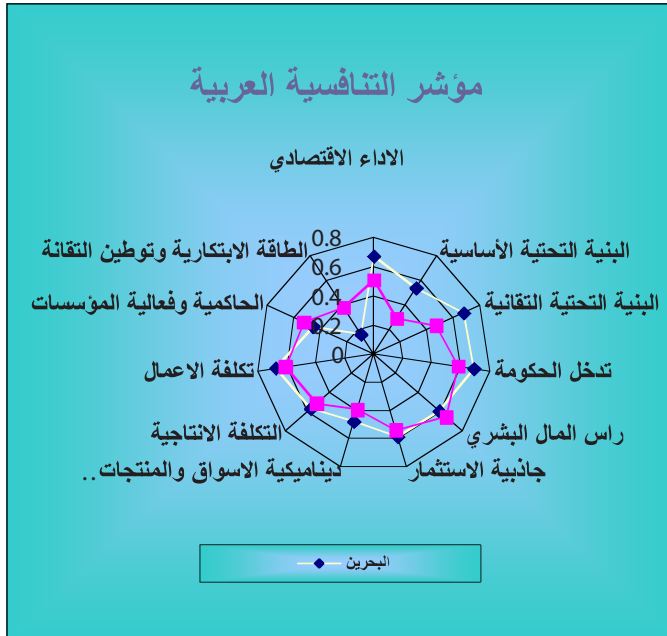 مؤشر التنافسية العربية
الاداء الاقتصادي
البنية التحتية الأساسية
البنية التحتية التقانية
تدخل الحكومة
راس المال البشري
جاذبية الاستثمار
ديناميكية الاسواق والمنتجات..
التكلفة الانتاجية
تكلفة الاعمال
الحاكمية وفعالية المؤسسات
الطاقة الابتكارية وتوطين التقانة
0.8
0.6
0.4
0.2
0
البحرين